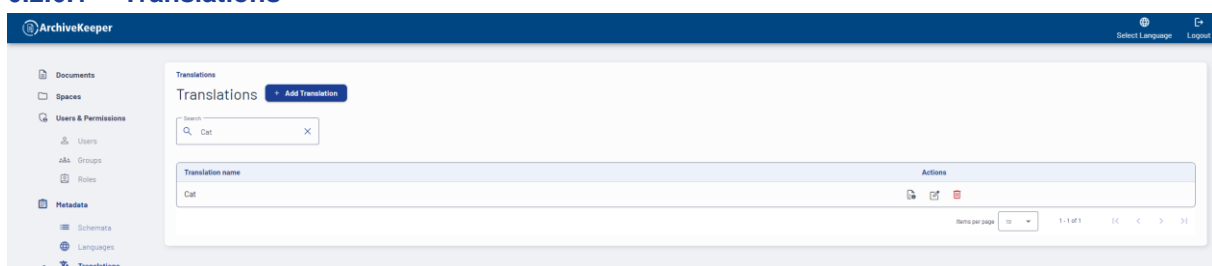 Translations
ArchiveKeeper
Select Language
Logout
Documents
Spaces
Users & Permissions
Users
Groups
Roles
Metadata
Schemata
Languages
Translations
Translations
Translations
+ Add Translation
Search
Cat
Translation name
Actions
Cat
Items per page
10
1 - 1 of 1